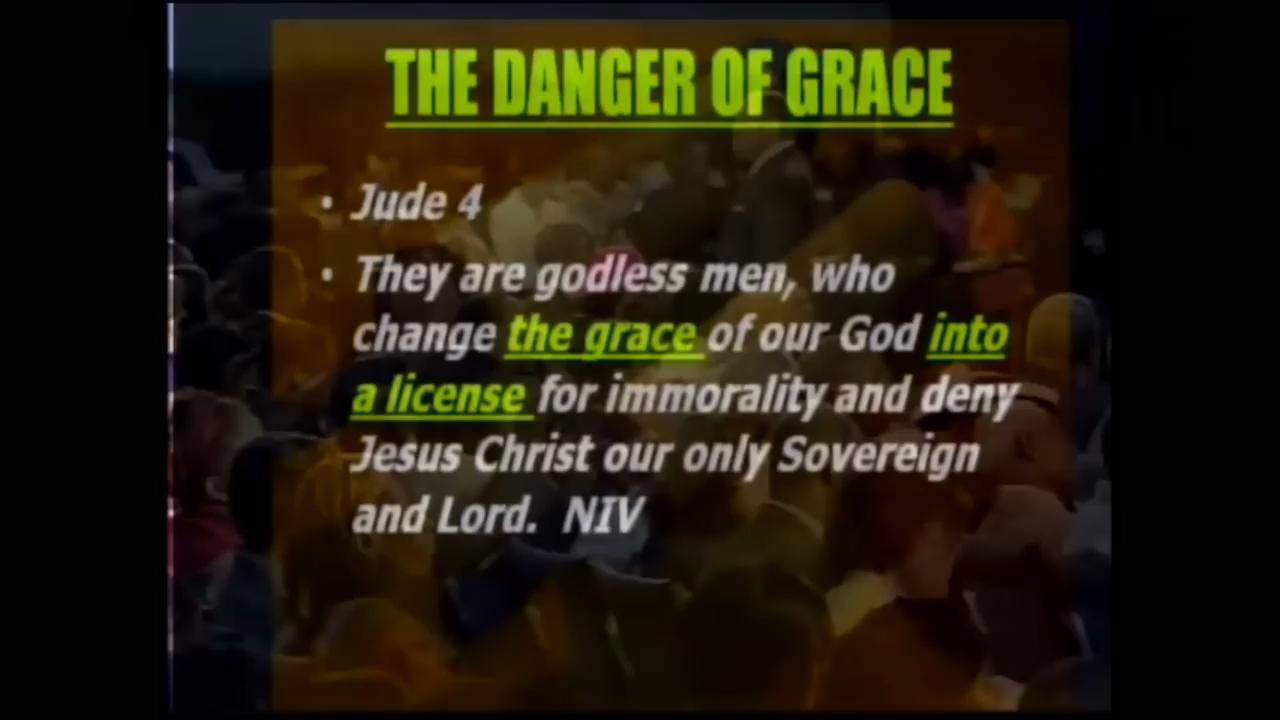 THE DANGER OF GRACE
• Jude 4
• They are godless men, who
change the grace of our God into
a license for immorality and deny
Jesus Christ our only Sovereign
and Lord. NIV